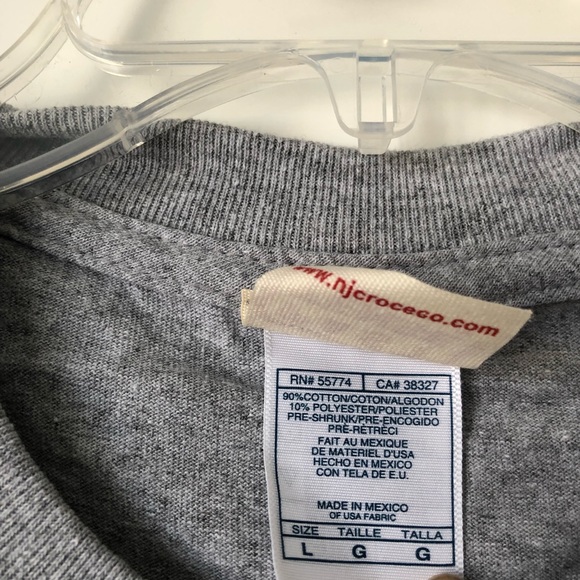 www.njcroceco.com
RN# 55774 CA# 38327
90%COTTON/COTON/ALGODON
10% POLYESTER/POLIESTER
PRE-SHRUNK/PRE-ENCOGIDO
PRÉ-RÉTRÉCI
FAIT AU MEXIQUE
DE MATERIEL D'USA
HECHO EN MEXICO
CON TELA DE E.U.
MADE IN MEXICO
OF USA FABRIC
SIZE TAILLE TALLA
L G G